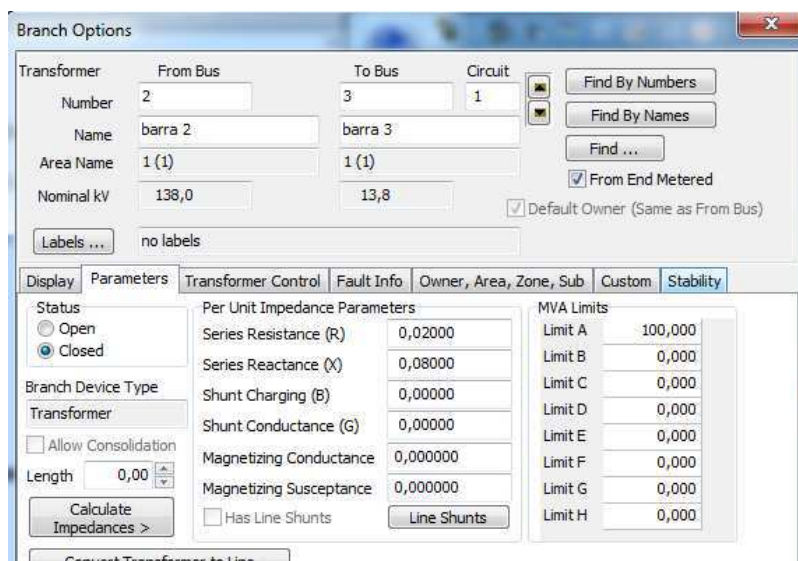 Branch Options
Transformer From Bus To Bus Circuit
Number 2 3 1 Find By Numbers
Name barra 2 barra 3 Find By Names
Area Name 1 (1) 1 (1) Find ...
From End Metered
Nominal kV 138,0 13,8 Default Owner (Same as From Bus)
Labels ... no labels
Display Parameters Transformer Control Fault Info Owner, Area, Zone, Sub Custom Stability
Status
Open
Closed
Branch Device Type
Transformer
Allow Consolidation
Length 0,00
Calculate
Impedances >
Convert Transformer to Line
Per Unit Impedance Parameters
Series Resistance (R) 0,02000
Series Reactance (X) 0,08000
Shunt Charging (B) 0,00000
Shunt Conductance (G) 0,00000
Magnetizing Conductance 0,000000
Magnetizing Susceptance 0,000000
Has Line Shunts Line Shunts
MVA Limits
Limit A 100,000
Limit B 0,000
Limit C 0,000
Limit D 0,000
Limit E 0,000
Limit F 0,000
Limit G 0,000
Limit H 0,000